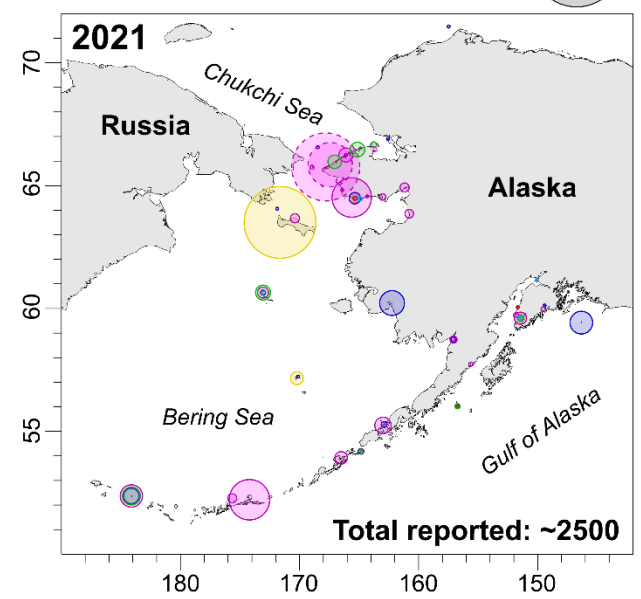 2021
70
Chukchi Sea
Russia
65
Alaska
60
55
Bering Sea
Gulf of Alaska
Total reported: ~2500
180 170 160 150